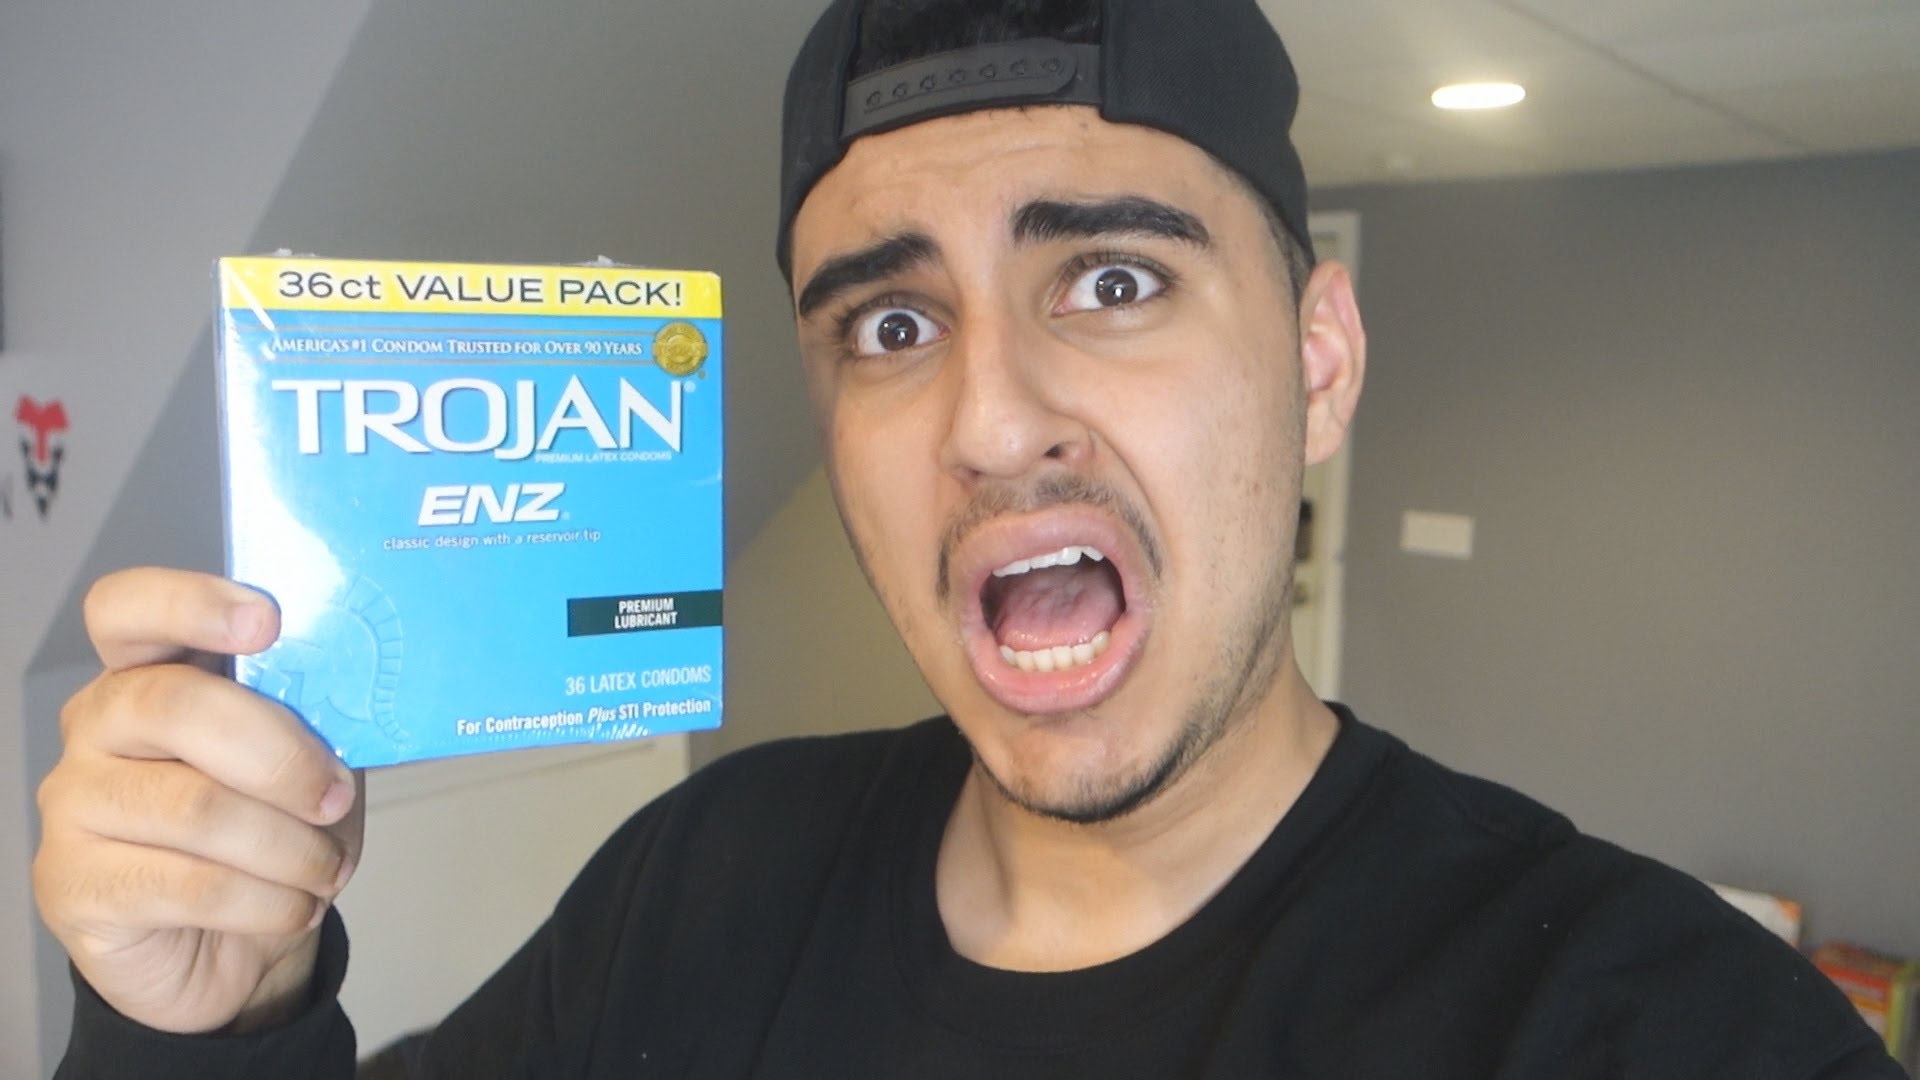 36ct VALUE PACK!
AMERICA'S #1 CONDOM TRUSTED FOR OVER 90 YEARS
TROJAN®
PREMIUM LATEX CONDOMS
ENZ®
classic design with a reservoir tip
PREMIUM
LUBRICANT
36 LATEX CONDOMS
For Contraception Plus STI Protection